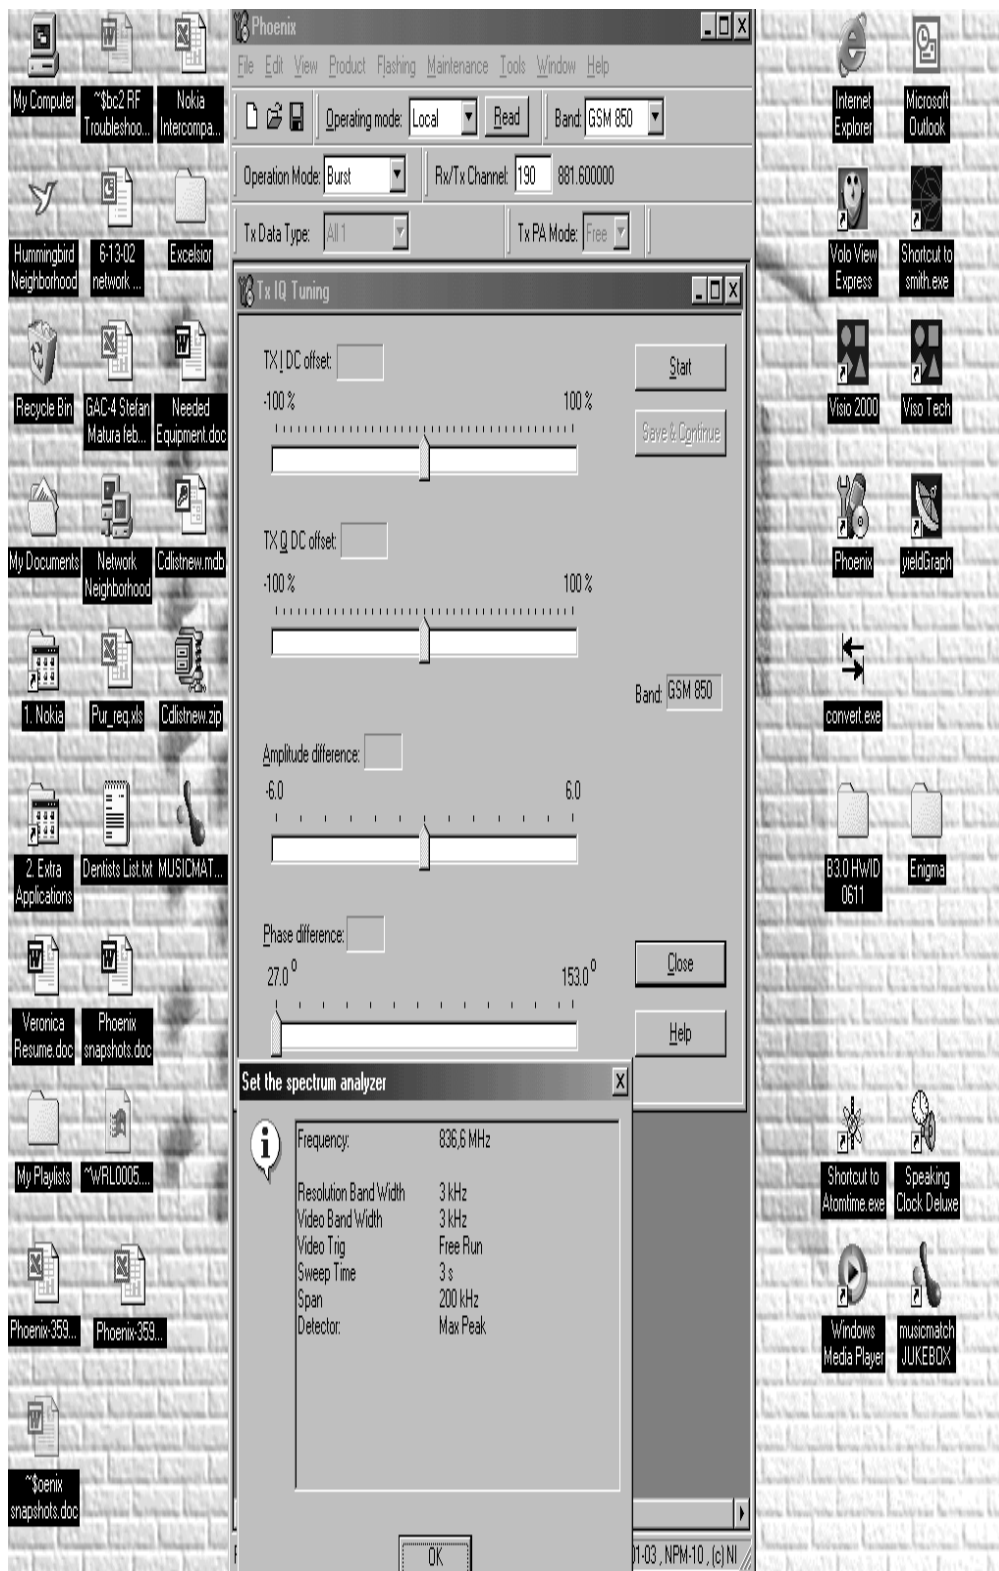 My Computer
~$bc2 RF Troubleshoo...
Nokia Intercompa...
Hummingbird Neighborhood
6-13-02 network ...
Excelsior
Recycle Bin
GAC-4 Stefan Matura feb...
Needed Equipment.doc
My Documents
Network Neighborhood
Cdlistnew.mdb
1. Nokia
Pur_req.xls
Cdlistnew.zip
2. Extra Applications
Dentists List.txt
MUSICMAT...
Veronica Resume.doc
Phoenix snapshots.doc
My Playlists
~WRL0005....
Phoenix-359...
Phoenix-359...
~$oenix snapshots.doc
Phoenix
File Edit View Product Flashing Maintenance Tools Window Help
Operating mode: Local Read Band: GSM 850
Operation Mode: Burst Rx/Tx Channel: 190 881.600000
Tx Data Type: All 1 Tx PA Mode: Free
Tx IQ Tuning
TX I DC offset:
-100 % 100 %
Start
Save & Continue
TX Q DC offset:
-100 % 100 %
Band: GSM 850
Amplitude difference:
-6.0 6.0
Phase difference:
27.0 º 153.0 º
Close
Help
Set the spectrum analyzer
Frequency: 836,6 MHz
Resolution Band Width 3 kHz
Video Band Width 3 kHz
Video Trig Free Run
Sweep Time 3 s
Span 200 kHz
Detector: Max Peak
OK
01-03 , NPM-10 , (c) NI
Internet Explorer
Microsoft Outlook
Volo View Express
Shortcut to smith.exe
Visio 2000
Viso Tech
Phoenix
yieldGraph
convert.exe
B3.0 HWID 0611
Enigma
Shortcut to Atomtime.exe
Speaking Clock Deluxe
Windows Media Player
musicmatch JUKEBOX